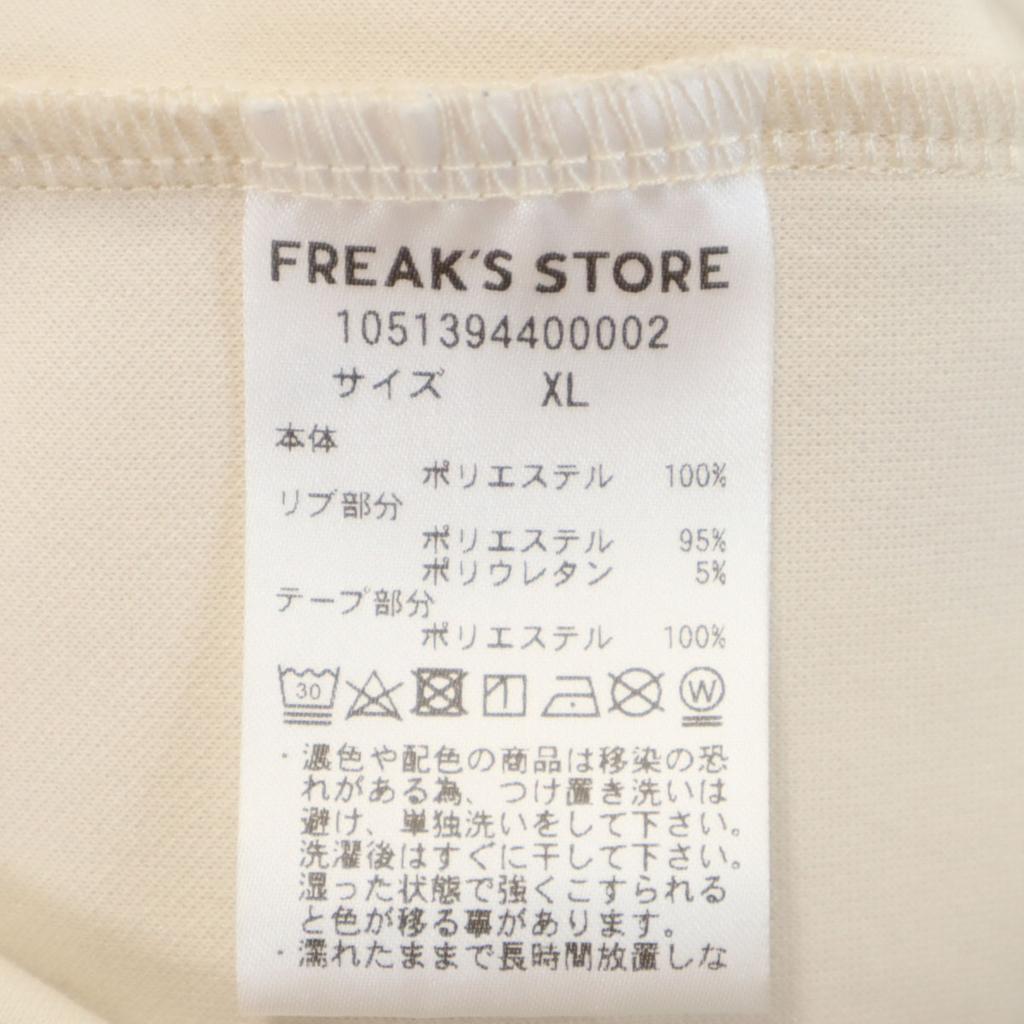 FREAK'S STORE
1051394400002
サイズ XL
本体
ポリエステル 100%
リブ部分
ポリエステル 95%
ポリウレタン 5%
テープ部分
ポリエステル 100%
30 W
・濃色や配色の商品は移染の恐
れがある為、つけ置き洗いは
避け、単独洗いをして下さい。
洗濯後はすぐに干して下さい。
湿った状態で強くこすられる
と色が移る事があります。
・濡れたままで長時間放置しな